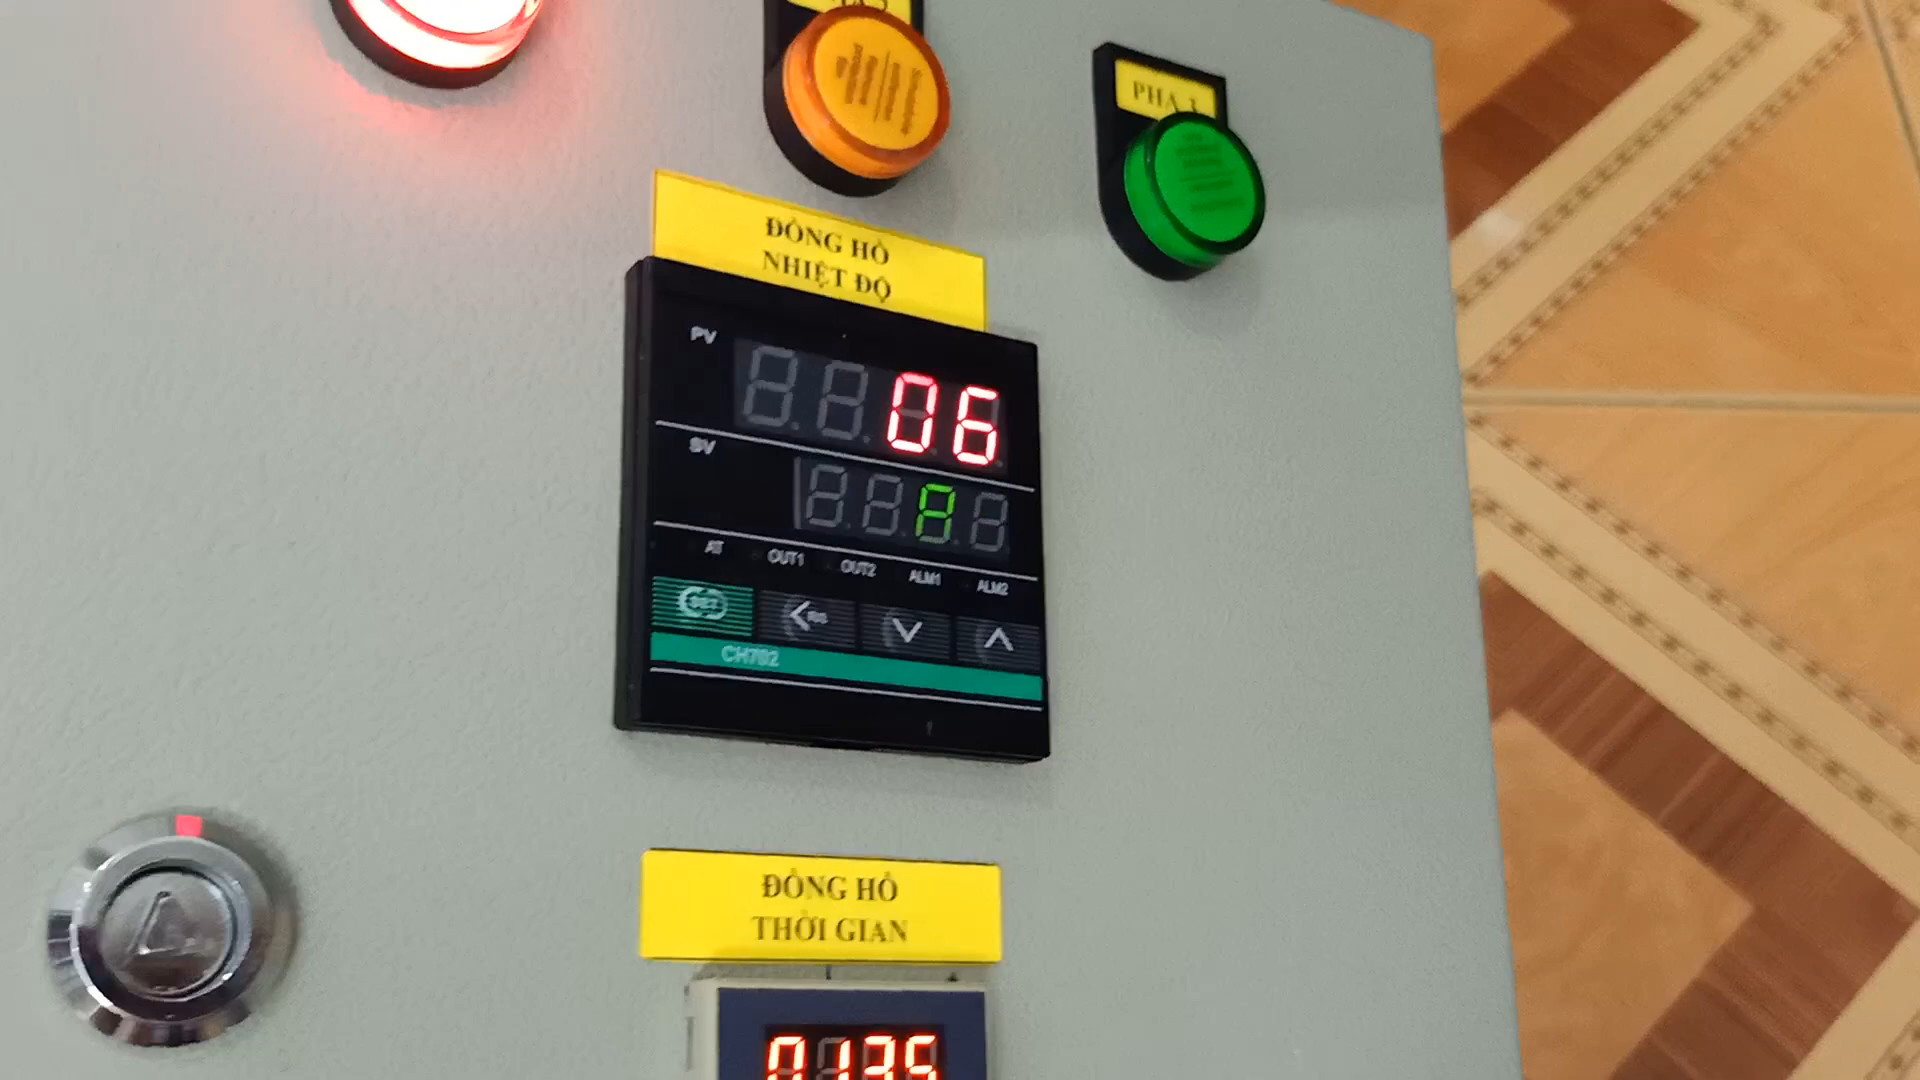 PHA 3
ĐỒNG HỒ
NHIỆT ĐỘ
PV
06
SV
AT
OUT1
OUT2
ALM1
ALM2
SET
CH702
ĐỒNG HỒ
THỜI GIAN
0135